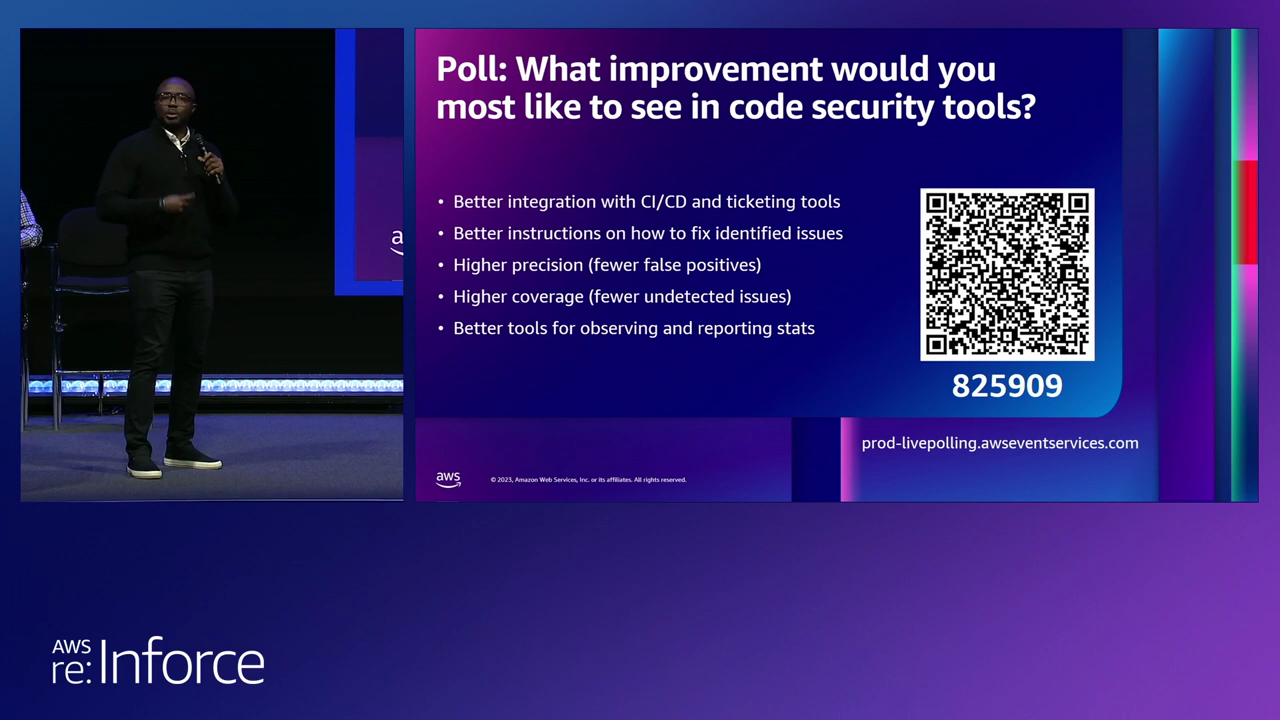 Poll: What improvement would you
most like to see in code security tools?
• Better integration with CI/CD and ticketing tools
• Better instructions on how to fix identified issues
• Higher precision (fewer false positives)
• Higher coverage (fewer undetected issues)
• Better tools for observing and reporting stats
825909
prod-livepolling.awseventservices.com
aws
© 2023, Amazon Web Services, Inc. or its affiliates. All rights reserved.
a
AWS
re:Inforce